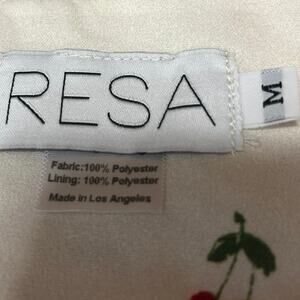 RESA
M
Fabric:100% Polyester
Lining: 100% Polyester
Made in Los Angeles